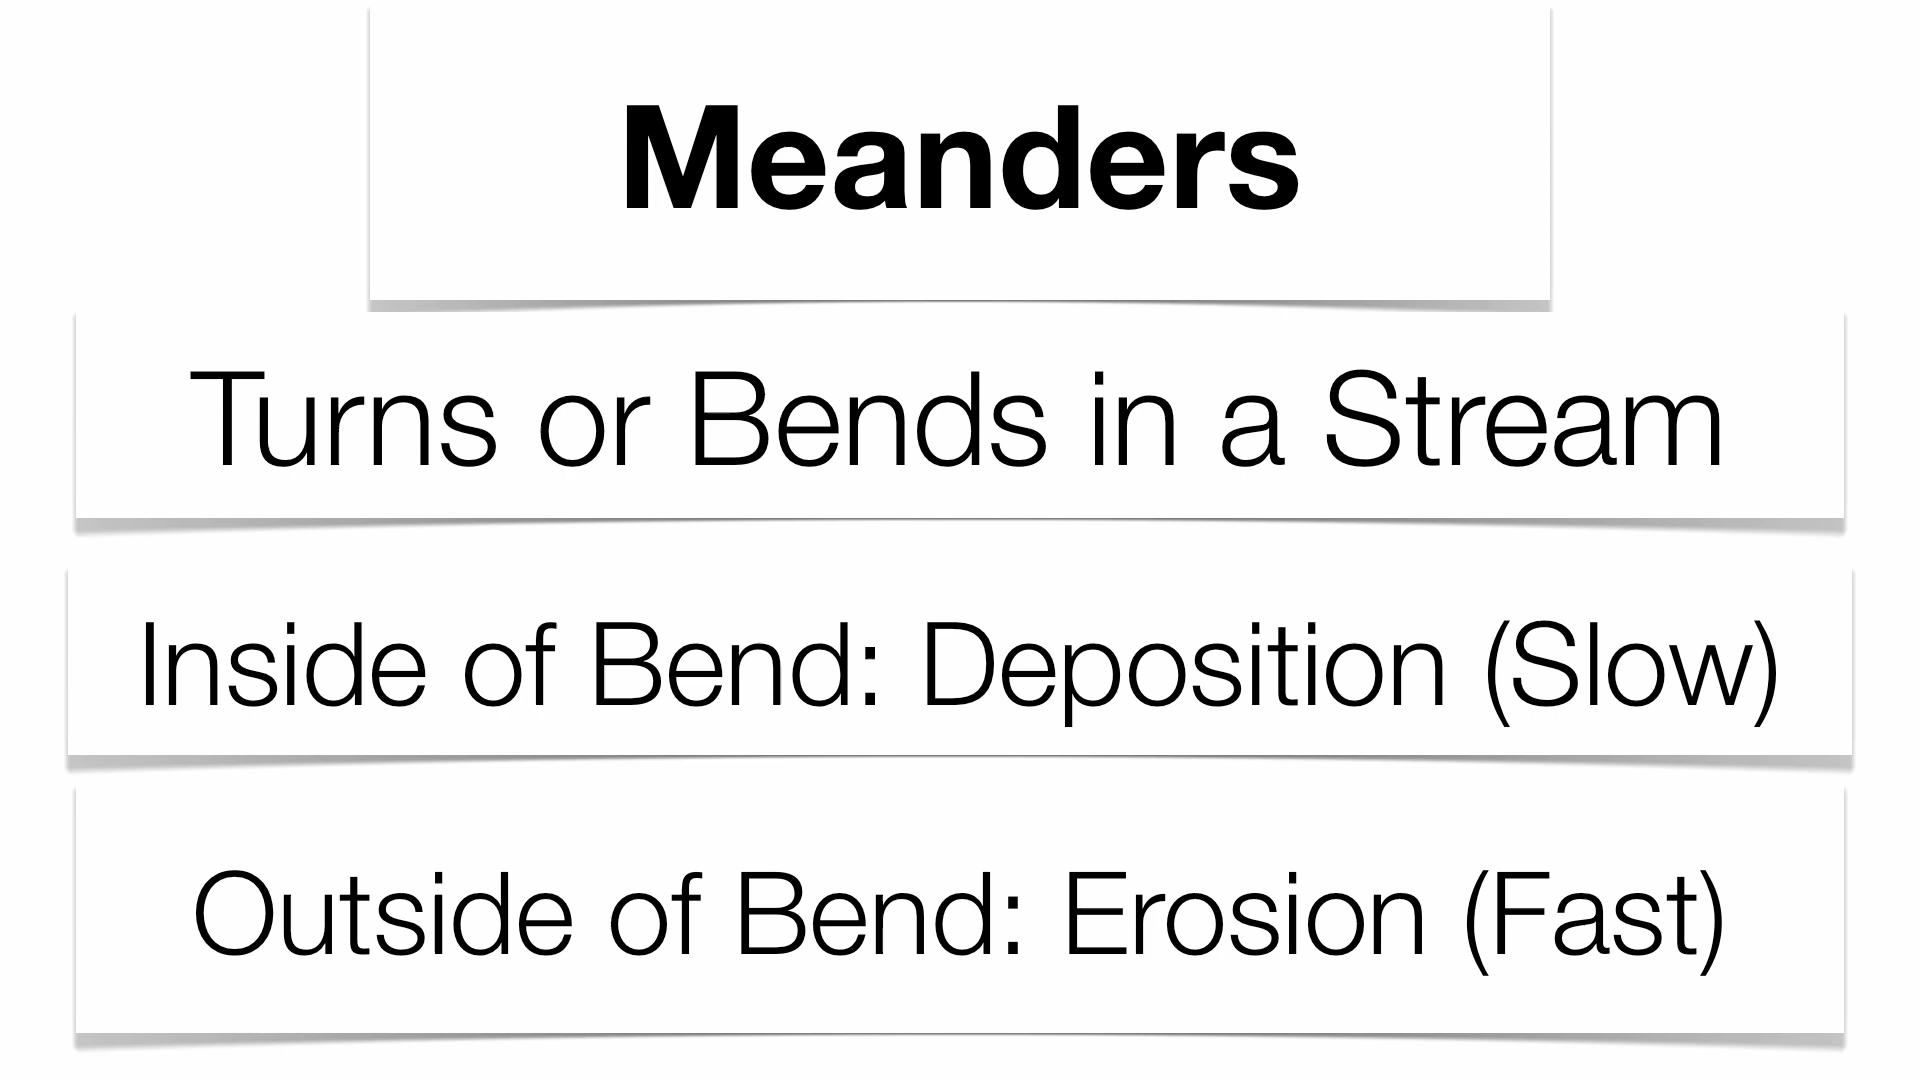 Meanders
Turns or Bends in a Stream
Inside of Bend: Deposition (Slow)
Outside of Bend: Erosion (Fast)